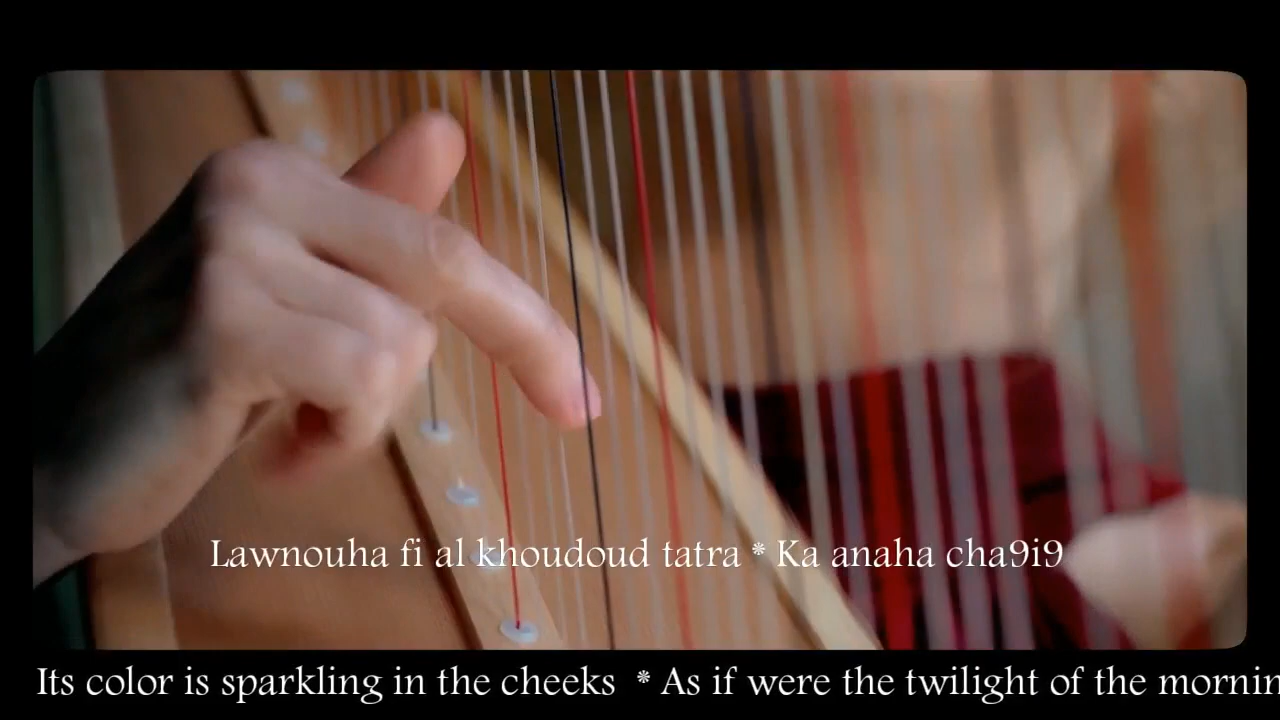 Lawnouha fi al khoudoud tatra * Ka anaha cha9i9
Its color is sparkling in the cheeks * As if were the twilight of the mornin